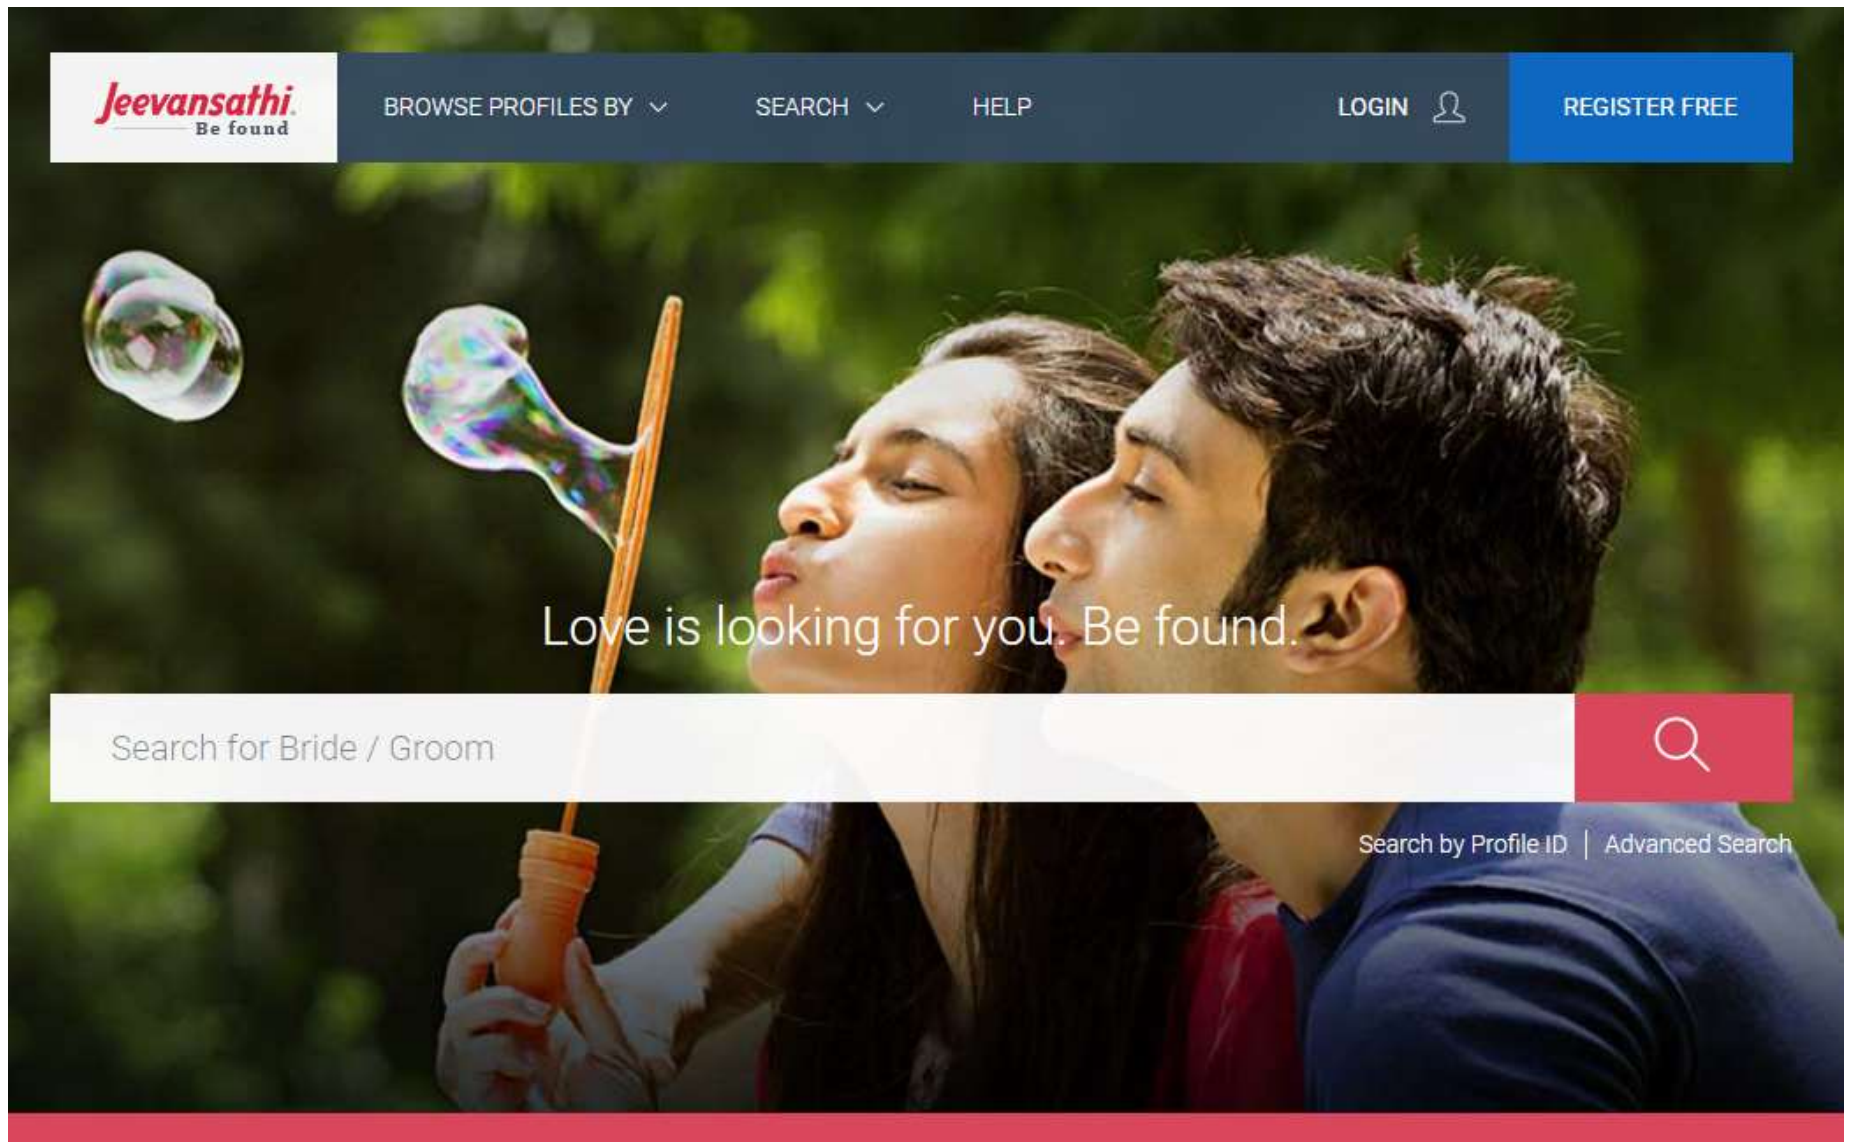 Jeevansathi
Be found
BROWSE PROFILES BY
SEARCH
HELP
LOGIN
REGISTER FREE
Love is looking for you. Be found.
Search for Bride / Groom
Search by Profile ID | Advanced Search